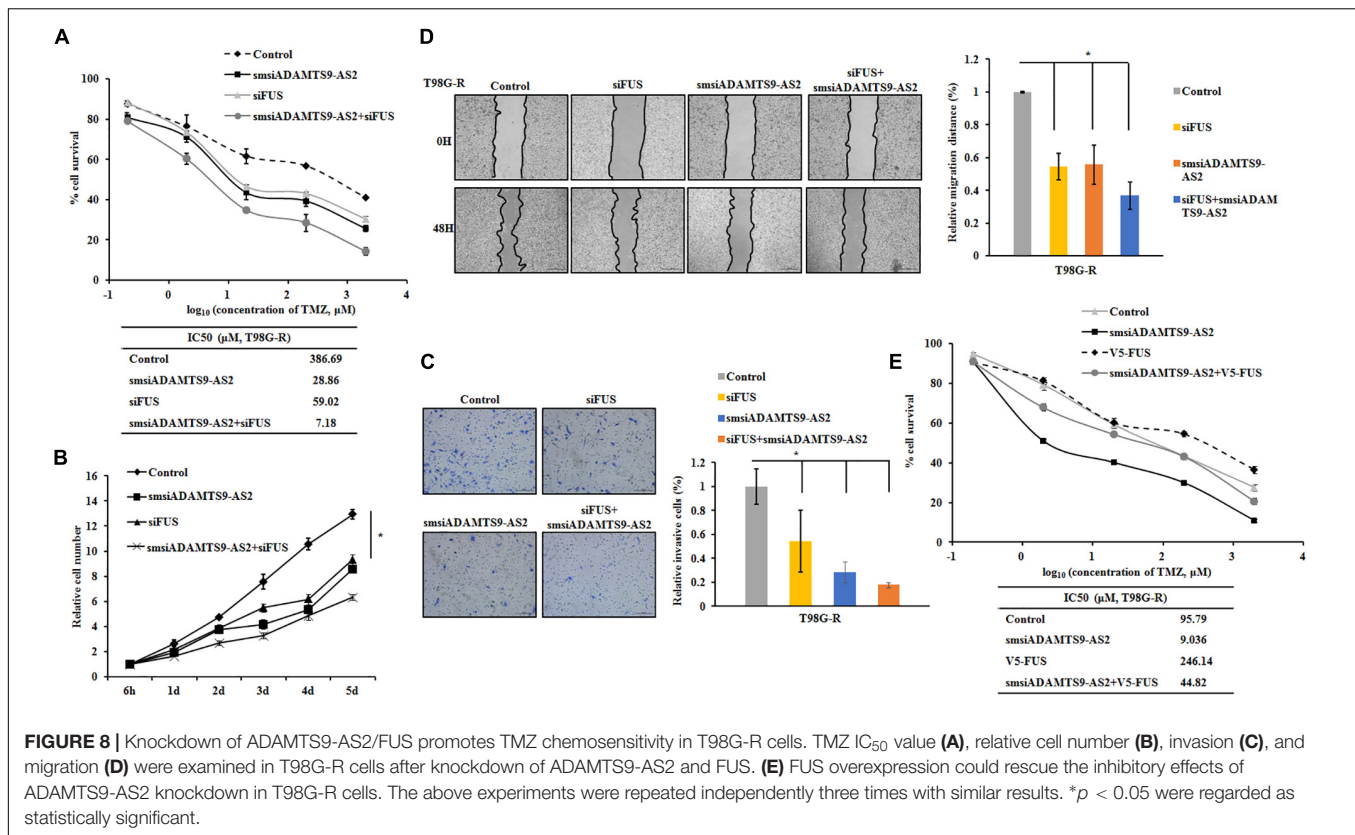 A
Control
smsiADAMTS9-AS2
siFUS
smsiADAMTS9-AS2+siFUS
% cell survival
100
80
60
40
20
0
-1 0 1 2 3 4
log10 (concentration of TMZ, μM)
IC50 (μM, T98G-R)
Control 386.69
smsiADAMTS9-AS2 28.86
siFUS 59.02
smsiADAMTS9-AS2+siFUS 7.18
B
Control
smsiADAMTS9-AS2
siFUS
smsiADAMTS9-AS2+siFUS
*
Relative cell number
16
14
12
10
8
6
4
2
0
6h 1d 2d 3d 4d 5d
D
T98G-R
Control
siFUS
smsiADAMTS9-AS2
siFUS+
smsiADAMTS9-AS2
0H
48H
Relative migration distance (%)
1.2
1
0.8
0.6
0.4
0.2
0
*
T98G-R
Control
siFUS
smsiADAMTS9-
AS2
siFUS+smsiADAM
TS9-AS2
C
Control
siFUS
smsiADAMTS9-AS2
siFUS+
smsiADAMTS9-AS2
Control
siFUS
smsiADAMTS9-AS2
siFUS+smsiADAMTS9-AS2
Relative invasive cells (%)
1.2
1
0.8
0.6
0.4
0.2
0
*
T98G-R
E
Control
smsiADAMTS9-AS2
V5-FUS
smsiADAMTS9-AS2+V5-FUS
% cell survival
100
80
60
40
20
0
-1 0 1 2 3 4
log10 (concentration of TMZ, μM)
IC50 (μM, T98G-R)
Control 95.79
smsiADAMTS9-AS2 9.036
V5-FUS 246.14
smsiADAMTS9-AS2+V5-FUS 44.82
FIGURE 8 | Knockdown of ADAMTS9-AS2/FUS promotes TMZ chemosensitivity in T98G-R cells. TMZ IC50 value (A), relative cell number (B), invasion (C), and
migration (D) were examined in T98G-R cells after knockdown of ADAMTS9-AS2 and FUS. (E) FUS overexpression could rescue the inhibitory effects of
ADAMTS9-AS2 knockdown in T98G-R cells. The above experiments were repeated independently three times with similar results. *p < 0.05 were regarded as
statistically significant.